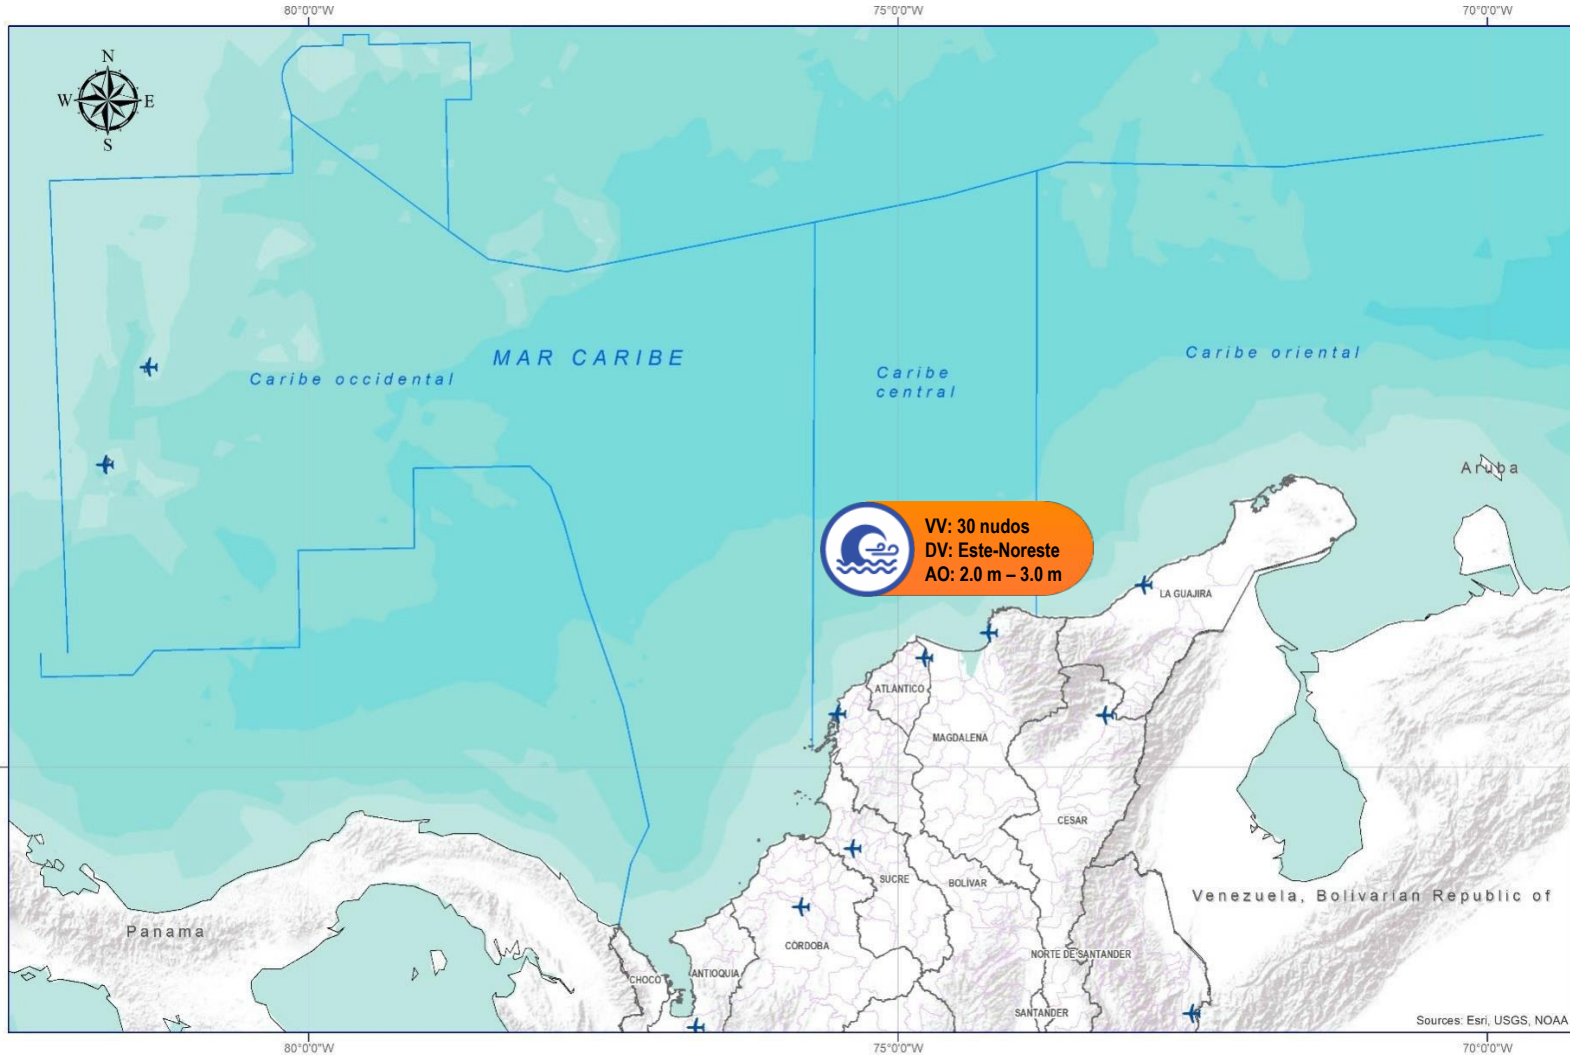 80°0'0"W
75°0'0"W
70°0'0"W
N
W
E
S
MAR CARIBE
Caribe occidental
Caribe
central
Caribe oriental
Aruba
VV: 30 nudos
DV: Este-Noreste
AO: 2.0 m – 3.0 m
LA GUAJIRA
ATLANTICO
MAGDALENA
CESAR
SUCRE
BOLÍVAR
Venezuela, Bolivarian Republic of
Panama
CÓRDOBA
NORTE DE SANTANDER
CHOCÓ
ANTIOQUIA
SANTANDER
Sources: Esri, USGS, NOAA
80°0'0"W
75°0'0"W
70°0'0"W